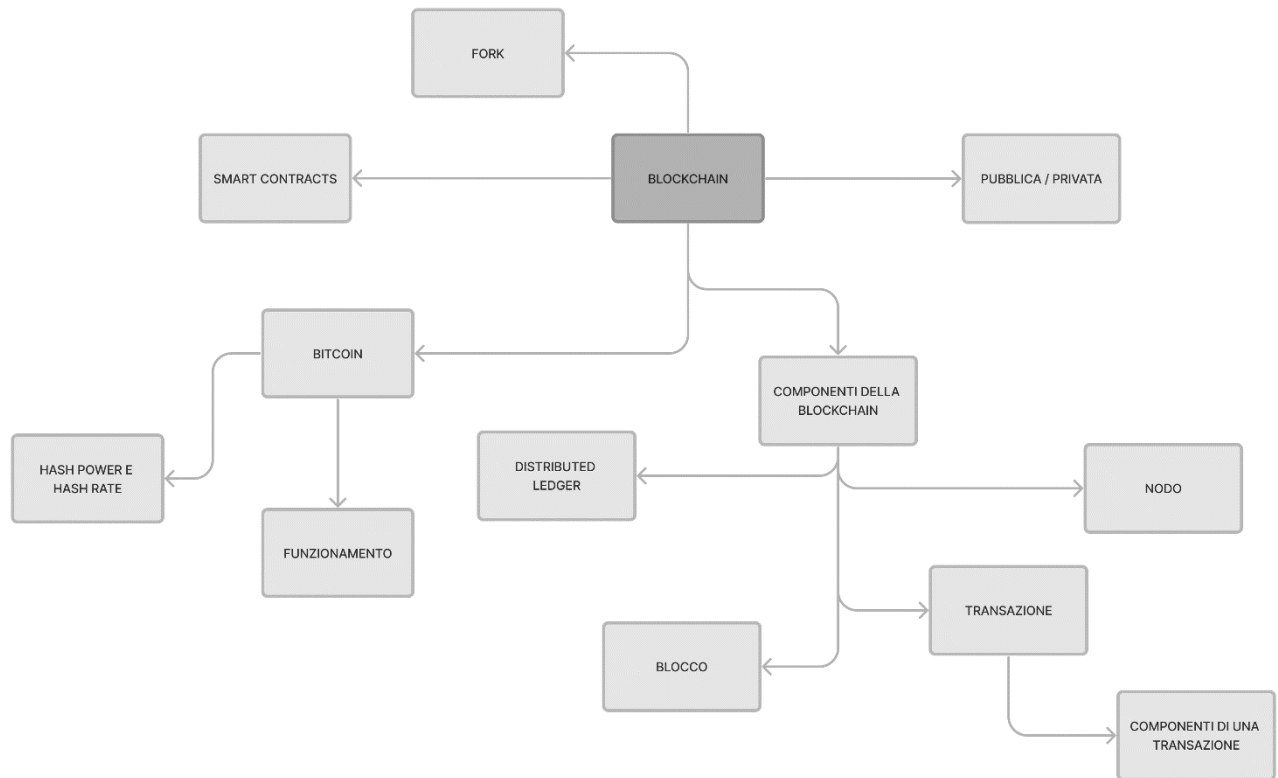 FORK
SMART CONTRACTS
BLOCKCHAIN
PUBBLICA / PRIVATA
BITCOIN
COMPONENTI DELLA
BLOCKCHAIN
HASH POWER E
HASH RATE
DISTRIBUTED
LEDGER
NODO
FUNZIONAMENTO
TRANSAZIONE
BLOCCO
COMPONENTI DI UNA
TRANSAZIONE